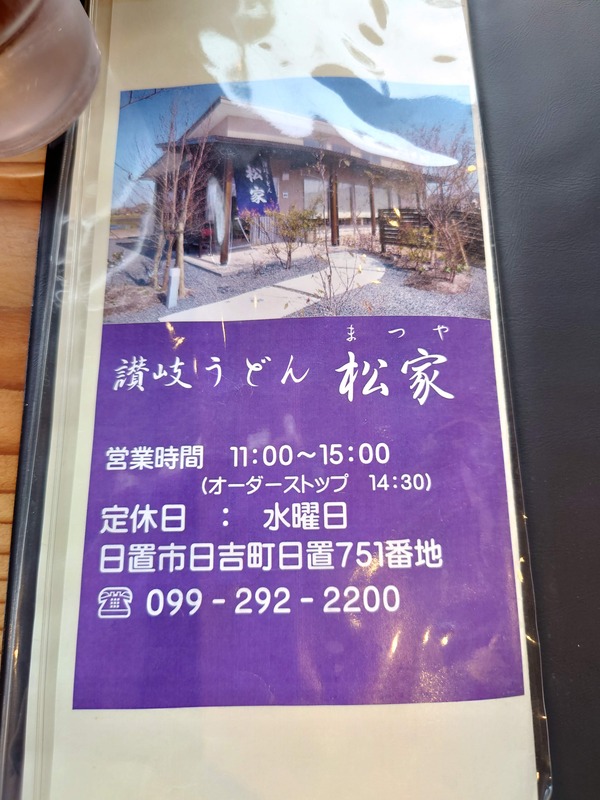 松家
まつや
讃岐うどん 松家
営業時間 11:00～15:00
(オーダーストップ 14:30)
定休日 : 水曜日
日置市日吉町日置751番地
☏ 099-292-2200